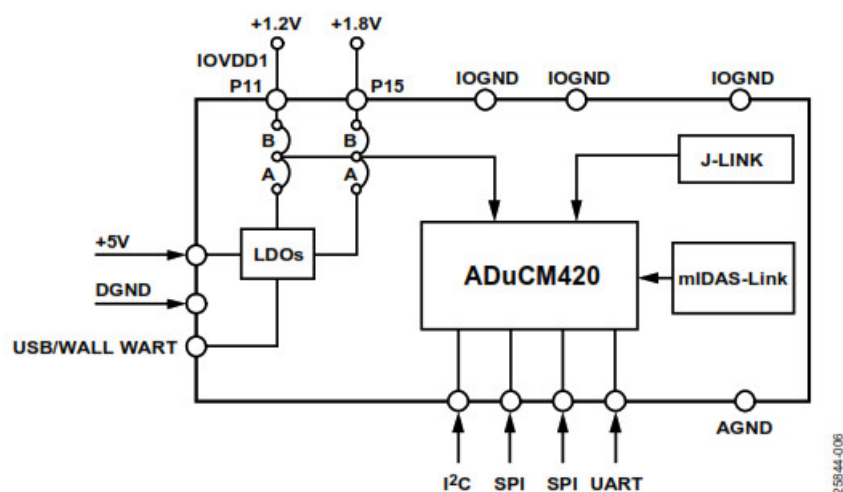 +1.2V +1.8V
IOVDD1
P11 P15 IOGND IOGND IOGND
B B
A A
J-LINK
+5V
LDOs
ADuCM420
mIDAS-Link
DGND
USB/WALL WART
AGND
I²C SPI SPI UART
25844-006